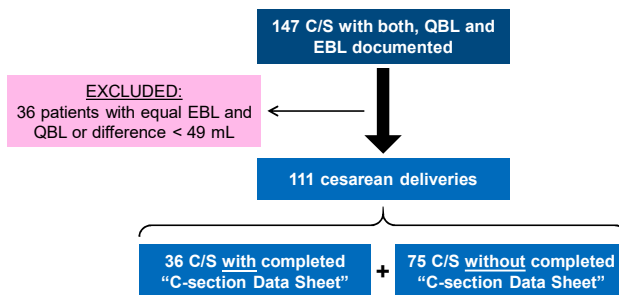 147 C/S with both, QBL and
EBL documented
EXCLUDED:
36 patients with equal EBL and
QBL or difference < 49 mL
111 cesarean deliveries
36 C/S with completed
“C-section Data Sheet”
+
75 C/S without completed
“C-section Data Sheet”